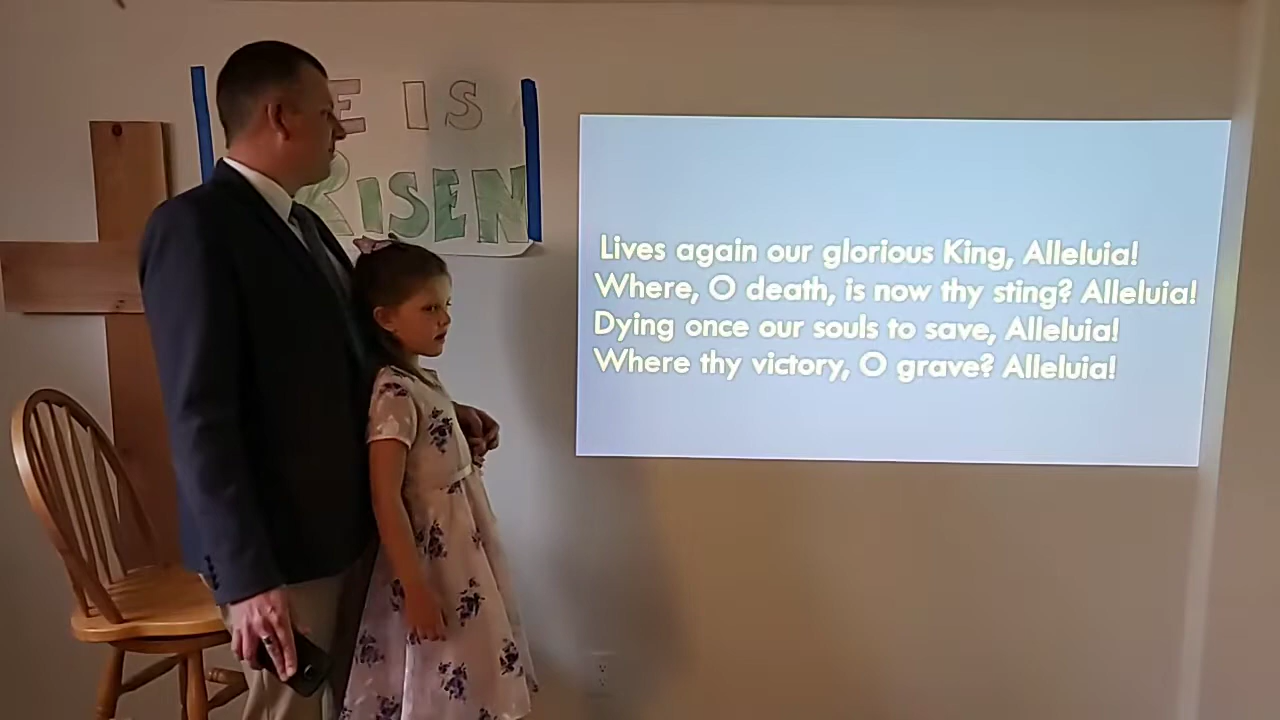 E IS
RISEN
Lives again our glorious King, Alleluia!
Where, O death, is now thy sting? Alleluia!
Dying once our souls to save, Alleluia!
Where thy victory, O grave? Alleluia!